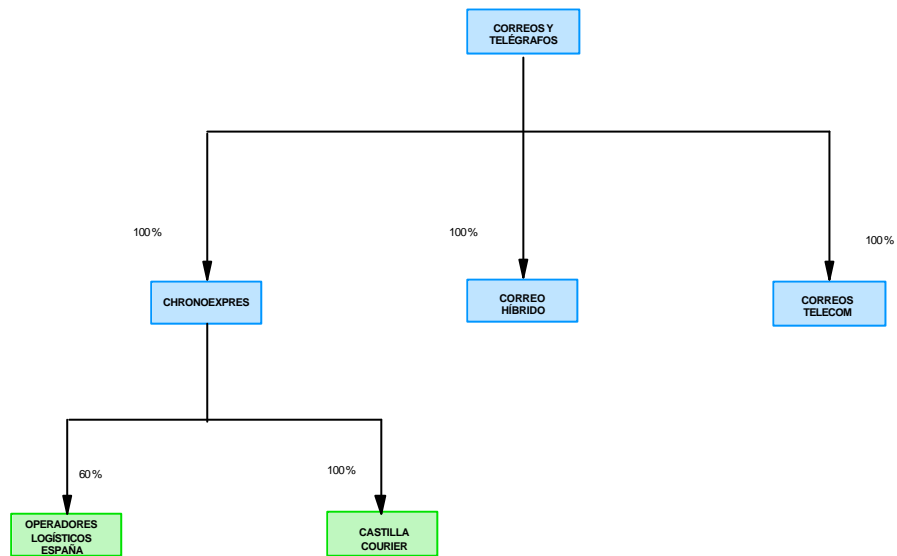 CORREOS Y
TELÉGRAFOS
100%
100%
100%
CHRONOEXPRES
CORREO
HÍBRIDO
CORREOS
TELECOM
60%
100%
OPERADORES
LOGÍSTICOS
ESPAÑA
CASTILLA
COURIER